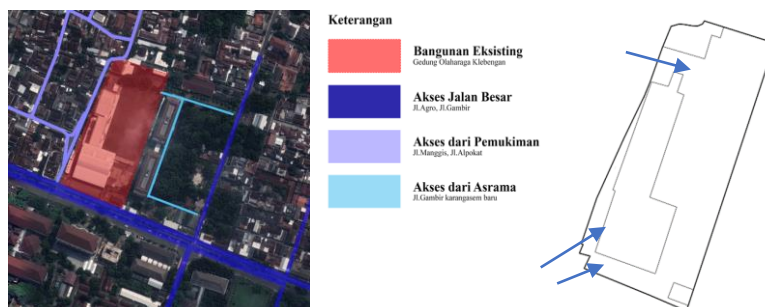 Keterangan
Bangunan Eksisting
Gedung Olaharaga Klebengan
Akses Jalan Besar
Jl.Agro, Jl.Gambir
Akses dari Pemukiman
Jl.Manggis, Jl.Alpokat
Akses dari Asrama
Jl.Gambir karangasem baru